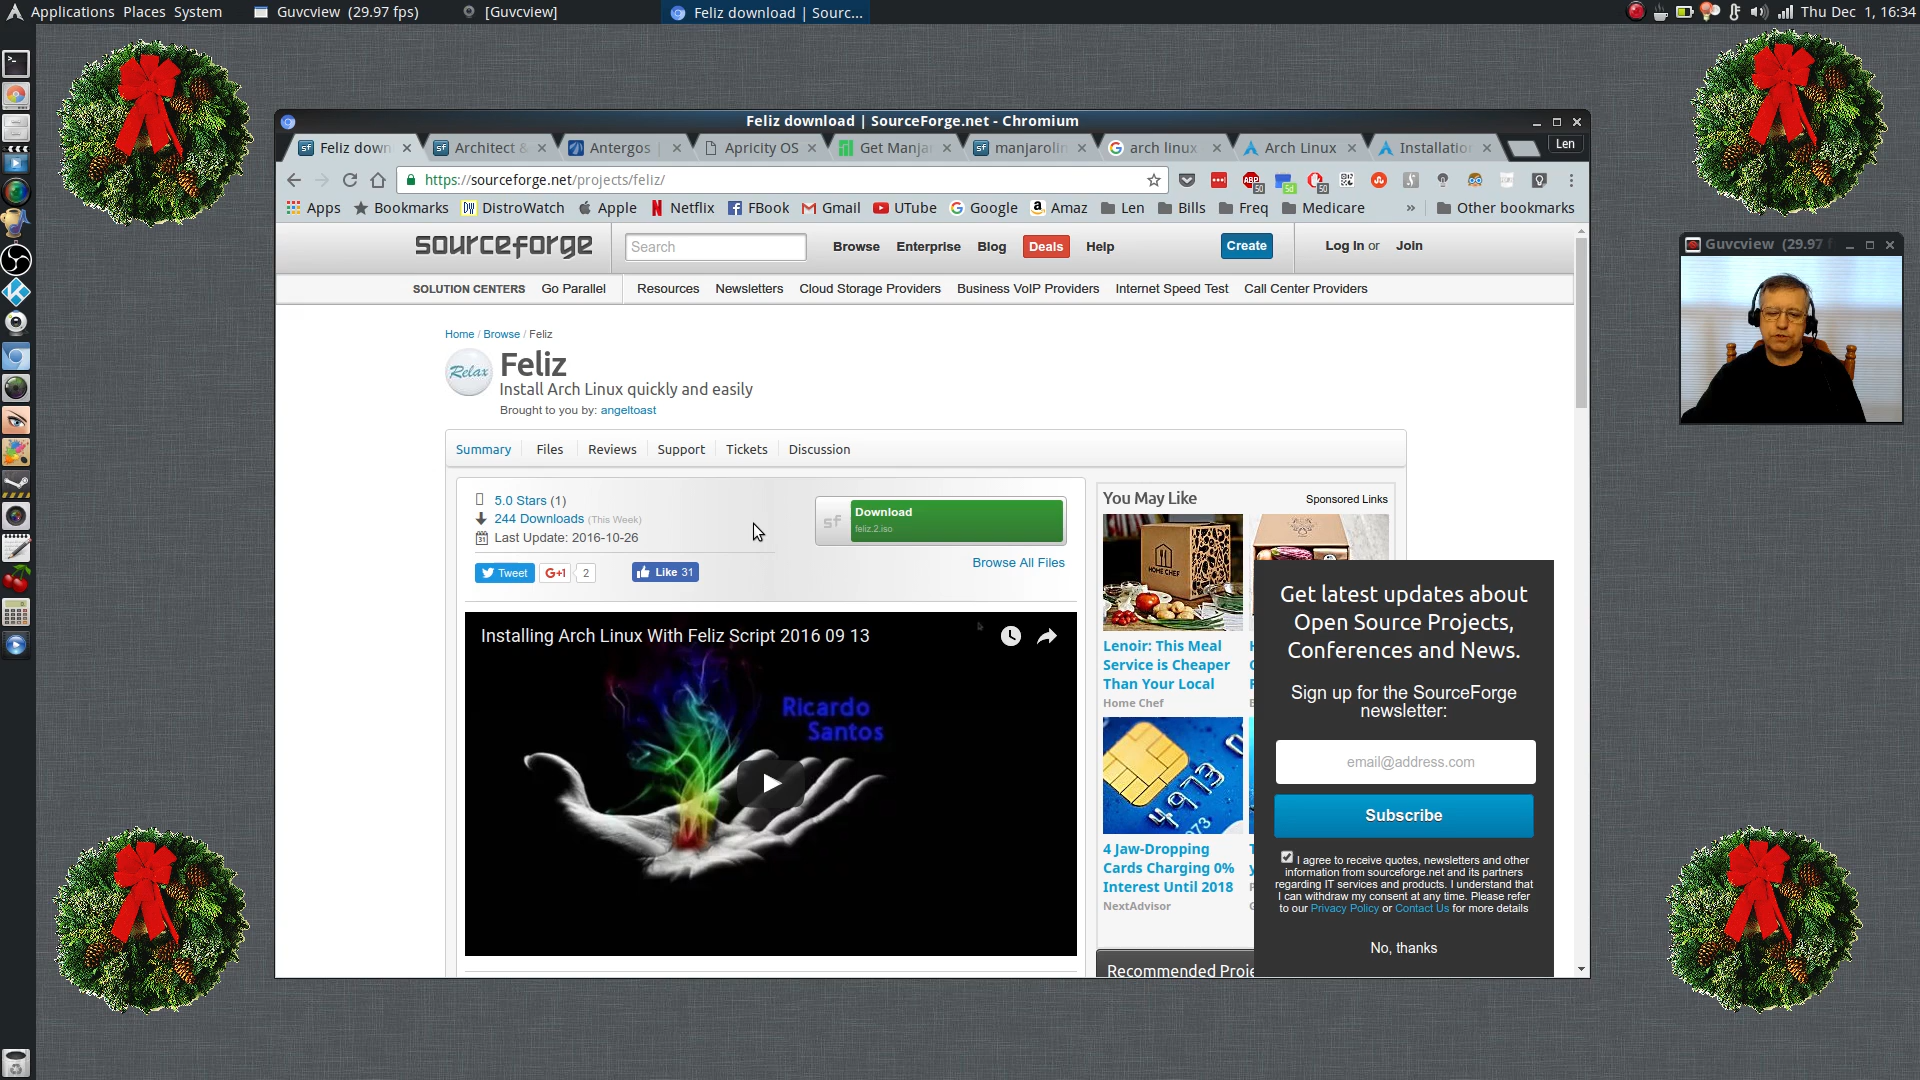 Applications Places System
Guvcview (29.97 fps)
[Guvcview]
Feliz download | Sourc...
Thu Dec 1, 16:34
Feliz download | SourceForge.net - Chromium
Feliz down
Architect &
Antergos |
Apricity OS
Get Manja
manjarolin
arch linux
Arch Linux
Installatio
Len
https://sourceforge.net/projects/feliz/
Apps
Bookmarks
DistroWatch
Apple
Netflix
FBook
Gmail
UTube
Google
Amaz
Len
Bills
Freq
Medicare
»
Other bookmarks
sourceforge
Search
Browse
Enterprise
Blog
Deals
Help
Create
Log In or Join
SOLUTION CENTERS
Go Parallel
Resources
Newsletters
Cloud Storage Providers
Business VoIP Providers
Internet Speed Test
Call Center Providers
Guvcview (29.97 f
Home / Browse / Feliz
Relax
Feliz
Install Arch Linux quickly and easily
Brought to you by: angeltoast
Summary
Files
Reviews
Support
Tickets
Discussion
5.0 Stars (1)
244 Downloads (This Week)
Last Update: 2016-10-26
Tweet
G+1
2
Like 31
sf
Download
feliz.2.iso
Browse All Files
Installing Arch Linux With Feliz Script 2016 09 13
Ricardo
Santos
You May Like
Sponsored Links
HOME CHEF
Lenoir: This Meal
Service is Cheaper
Than Your Local
Home Chef
4973
4 Jaw-Dropping
Cards Charging 0%
Interest Until 2018
NextAdvisor
Recommended Proje
Get latest updates about
Open Source Projects,
Conferences and News.
Sign up for the SourceForge
newsletter:
email@address.com
Subscribe
I agree to receive quotes, newsletters and other
information from sourceforge.net and its partners
regarding IT services and products. I understand that
I can withdraw my consent at any time. Please refer
to our Privacy Policy or Contact Us for more details
No, thanks